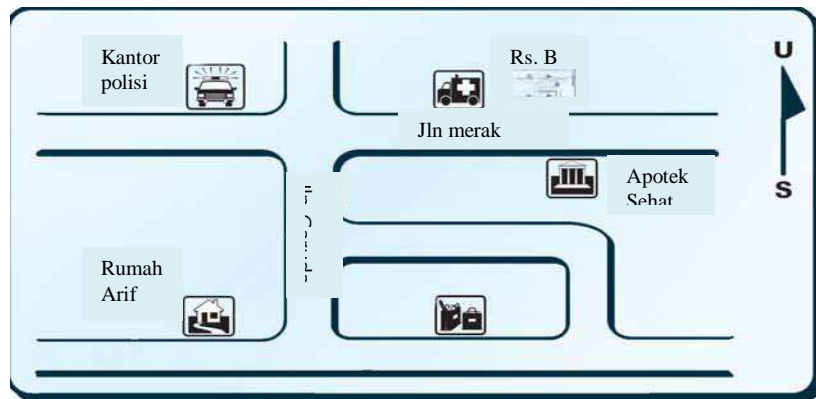 Kantor
polisi
Rs. B
U
Jln merak
Apotek
Sehat
S
Rumah
Arif